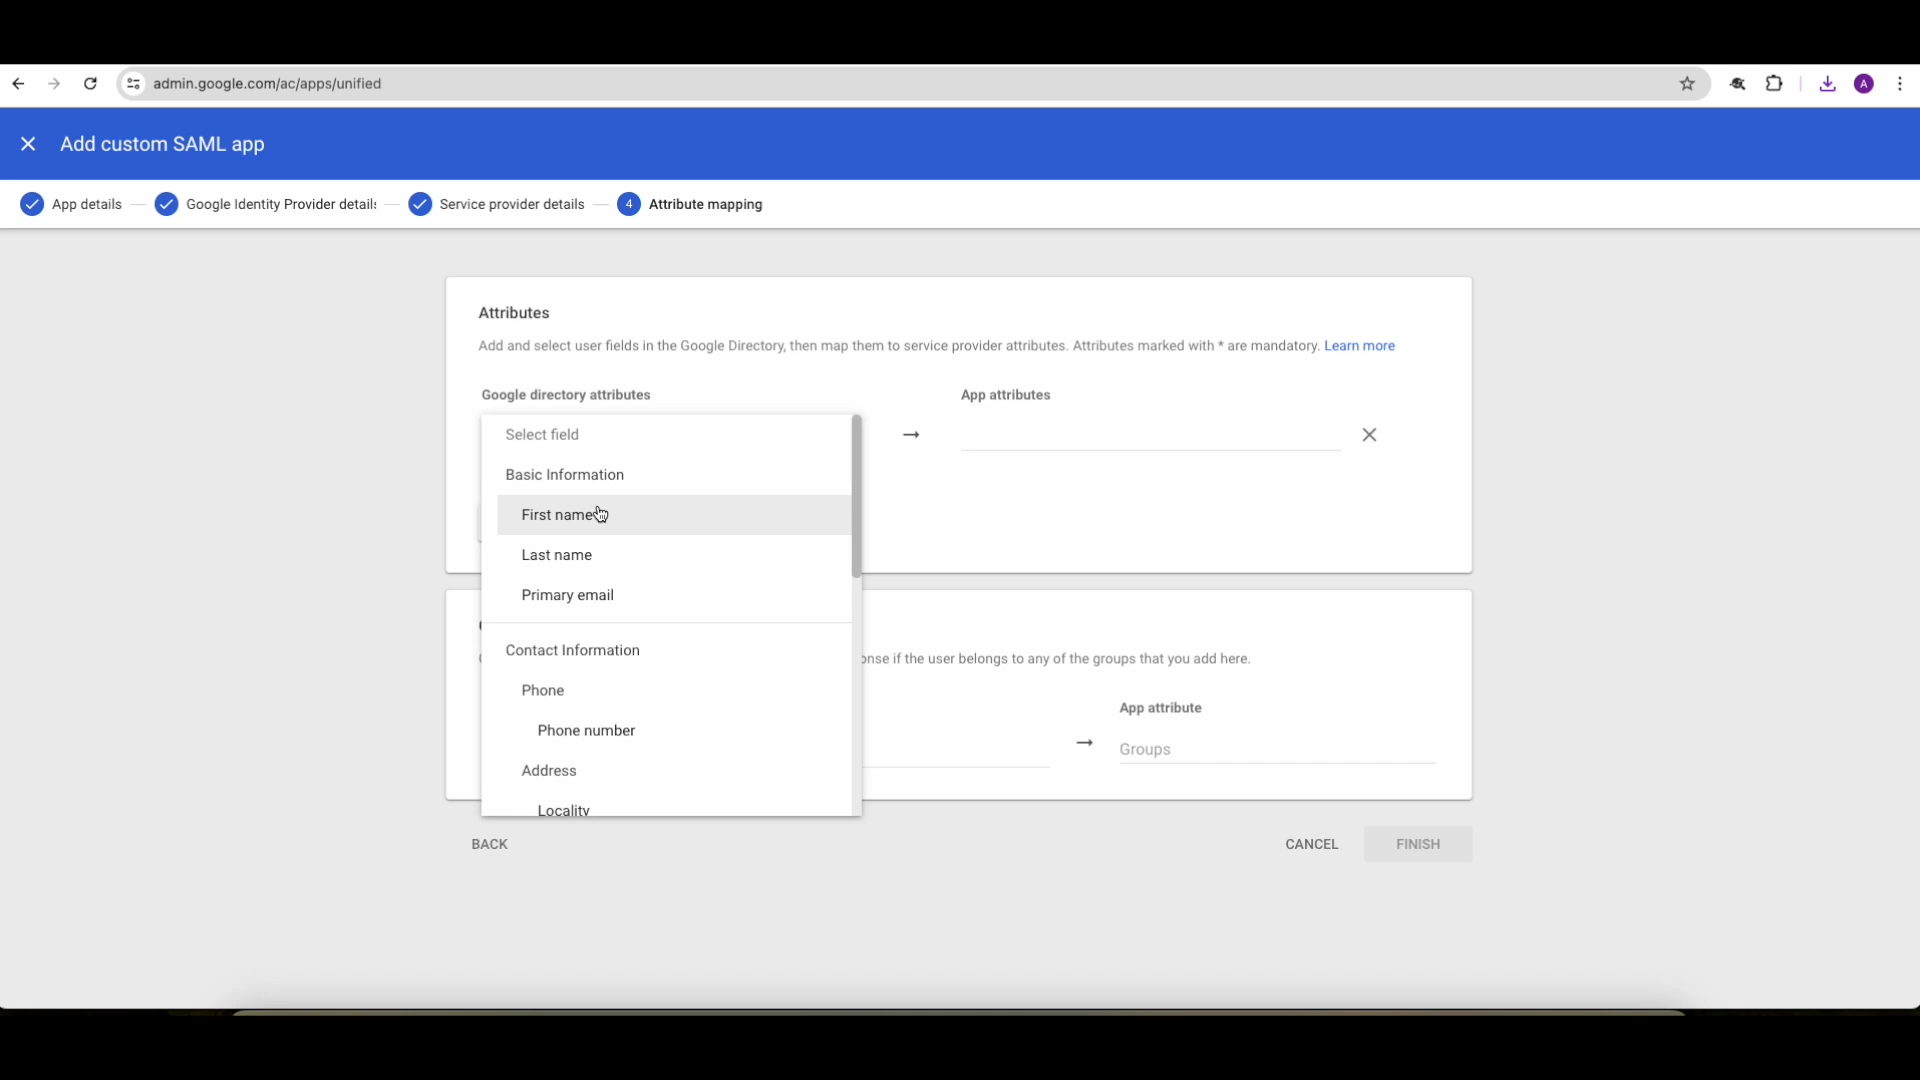 admin.google.com/ac/apps/unified
A
Add custom SAML app
App details
Google Identity Provider details
Service provider details
4 Attribute mapping
Attributes
Add and select user fields in the Google Directory, then map them to service provider attributes. Attributes marked with * are mandatory. Learn more
Google directory attributes
App attributes
Select field
Basic Information
First name
Last name
Primary email
Contact Information
Phone
Phone number
Address
Locality
onse if the user belongs to any of the groups that you add here.
App attribute
Groups
BACK
CANCEL
FINISH